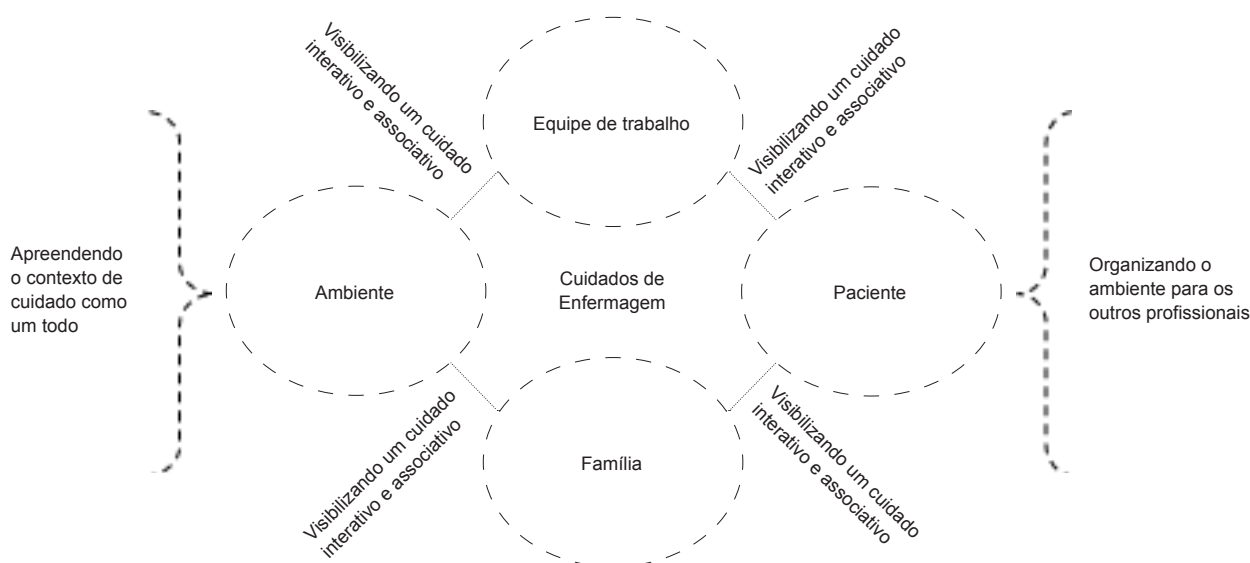 Visibilizando um cuidado
interativo e associativo
Visibilizando um cuidado
interativo e associativo
Equipe de trabalho
Apreendendo
o contexto de
cuidado como
um todo
Ambiente
Cuidados de
Enfermagem
Paciente
Organizando o
ambiente para os
outros profissionais
Visibilizando um cuidado
interativo e associativo
Família
Visibilizando um cuidado
interativo e associativo